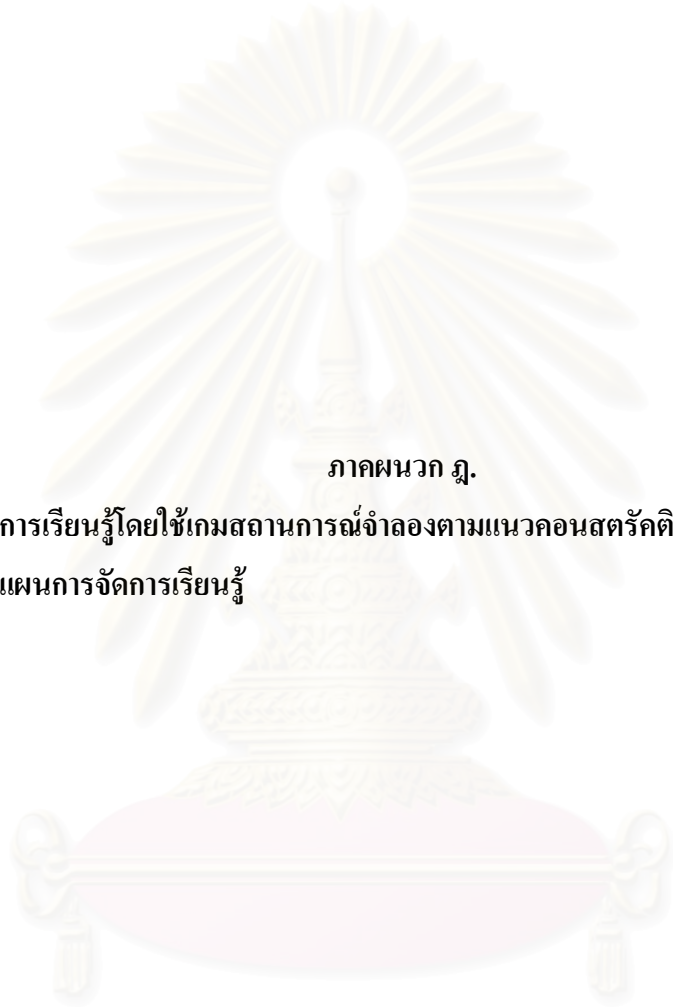 ภาคผนวก ฎ.
การเรียนรู้โดยใช้เกมสถานการณ์จำลองตามแนวคอนสตรัคติ
แผนการจัดการเรียนรู้